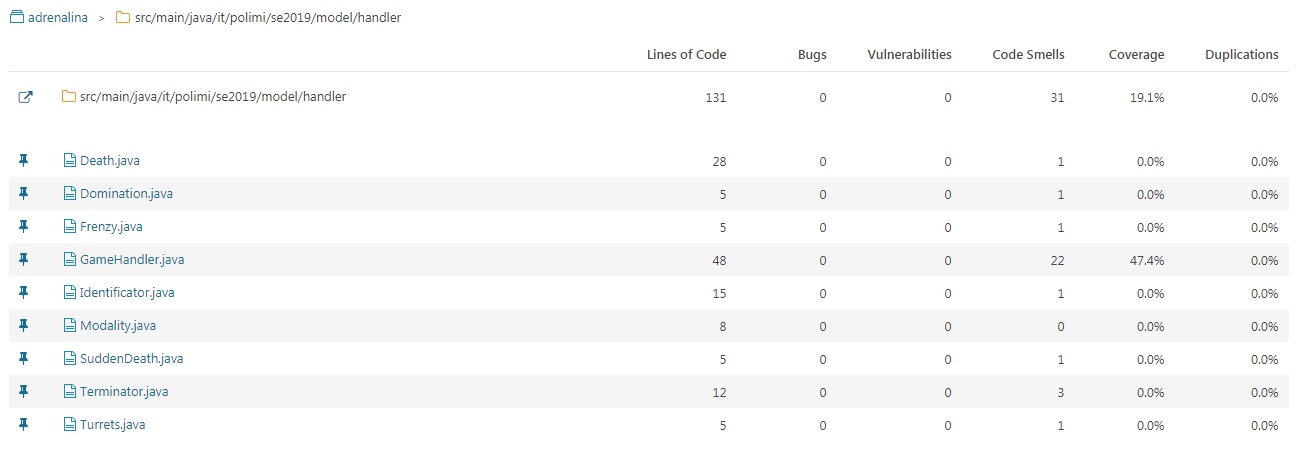 adrenalina > src/main/java/it/polimi/se2019/model/handler
Lines of Code Bugs Vulnerabilities Code Smells Coverage Duplications
src/main/java/it/polimi/se2019/model/handler 131 0 0 31 19.1% 0.0%
Death.java 28 0 0 1 0.0% 0.0%
Domination.java 5 0 0 1 0.0% 0.0%
Frenzy.java 5 0 0 1 0.0% 0.0%
GameHandler.java 48 0 0 22 47.4% 0.0%
Identificator.java 15 0 0 1 0.0% 0.0%
Modality.java 8 0 0 0 0.0% 0.0%
SuddenDeath.java 5 0 0 1 0.0% 0.0%
Terminator.java 12 0 0 3 0.0% 0.0%
Turrets.java 5 0 0 1 0.0% 0.0%